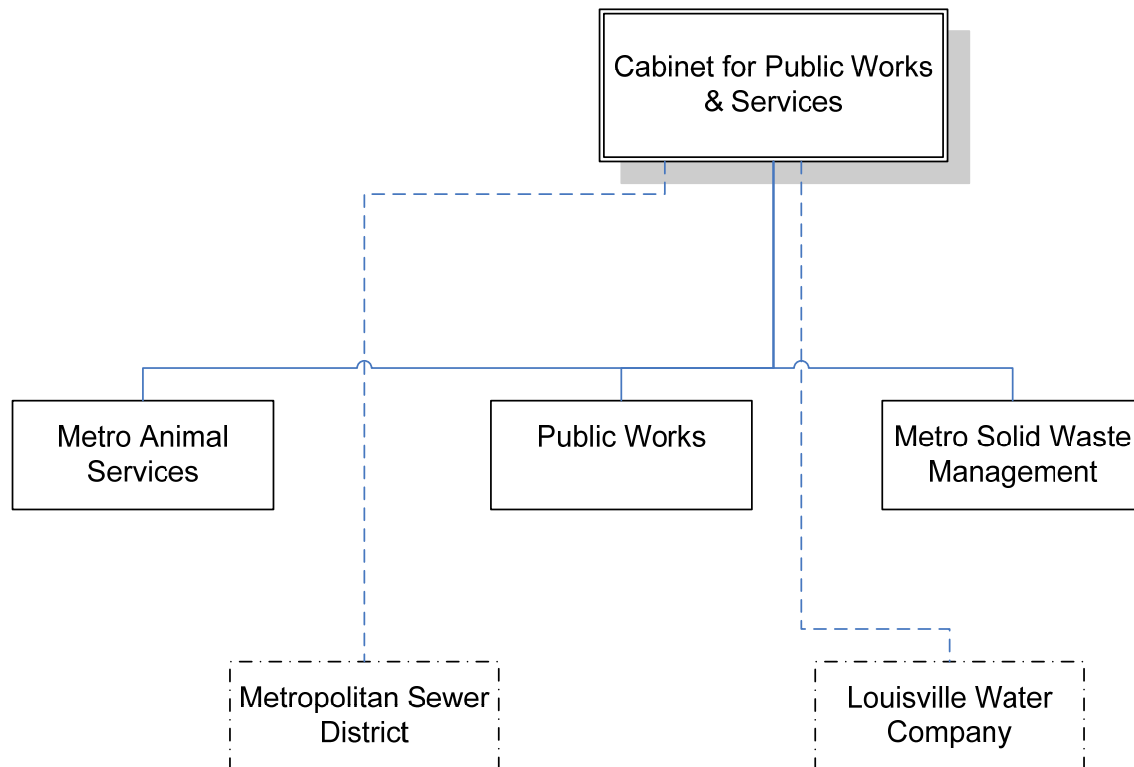 Cabinet for Public Works
& Services
Metro Animal
Services
Public Works
Metro Solid Waste
Management
Metropolitan Sewer
District
Louisville Water
Company